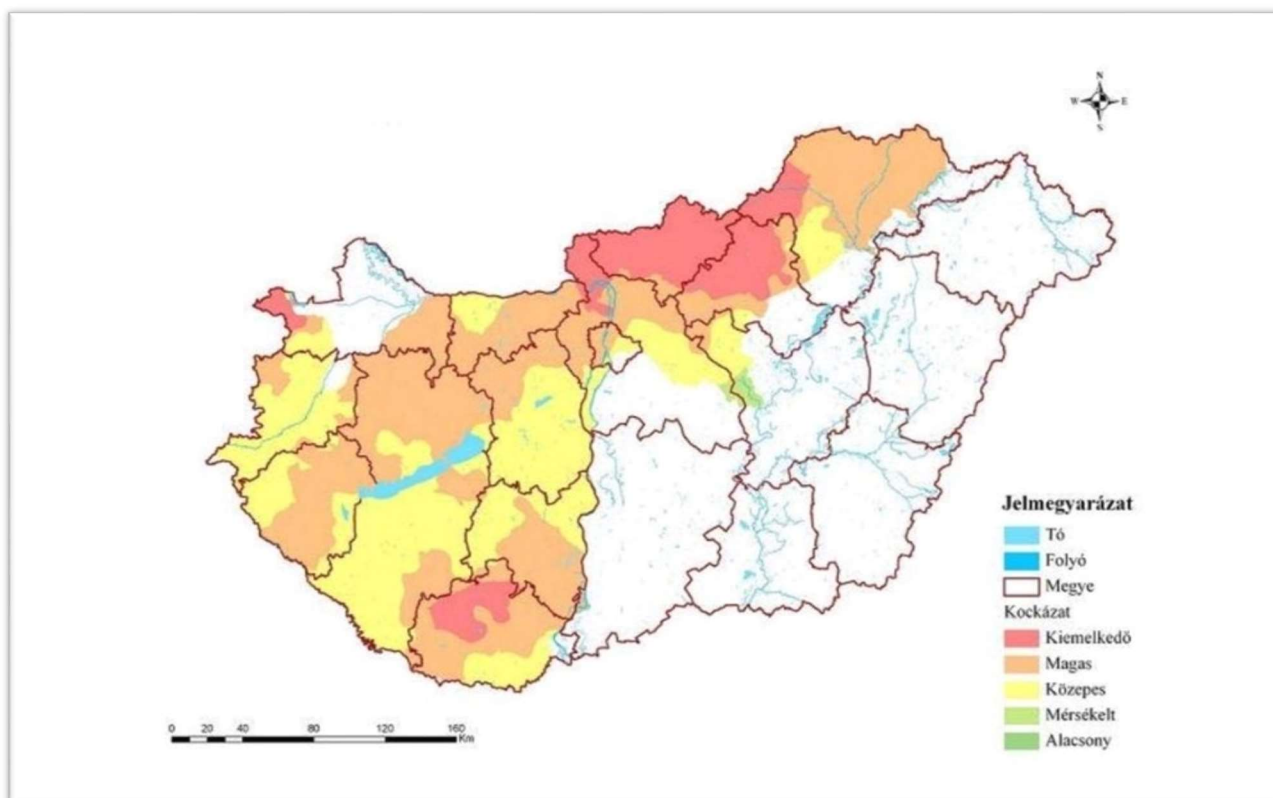 N
W E
S
Jelmegyarázat
Tó
Folyó
Megye
Kockázat
Kiemelkedő
Magas
Közepes
Mérsékelt
Alacsony
0 20 40 80 120 160
Km